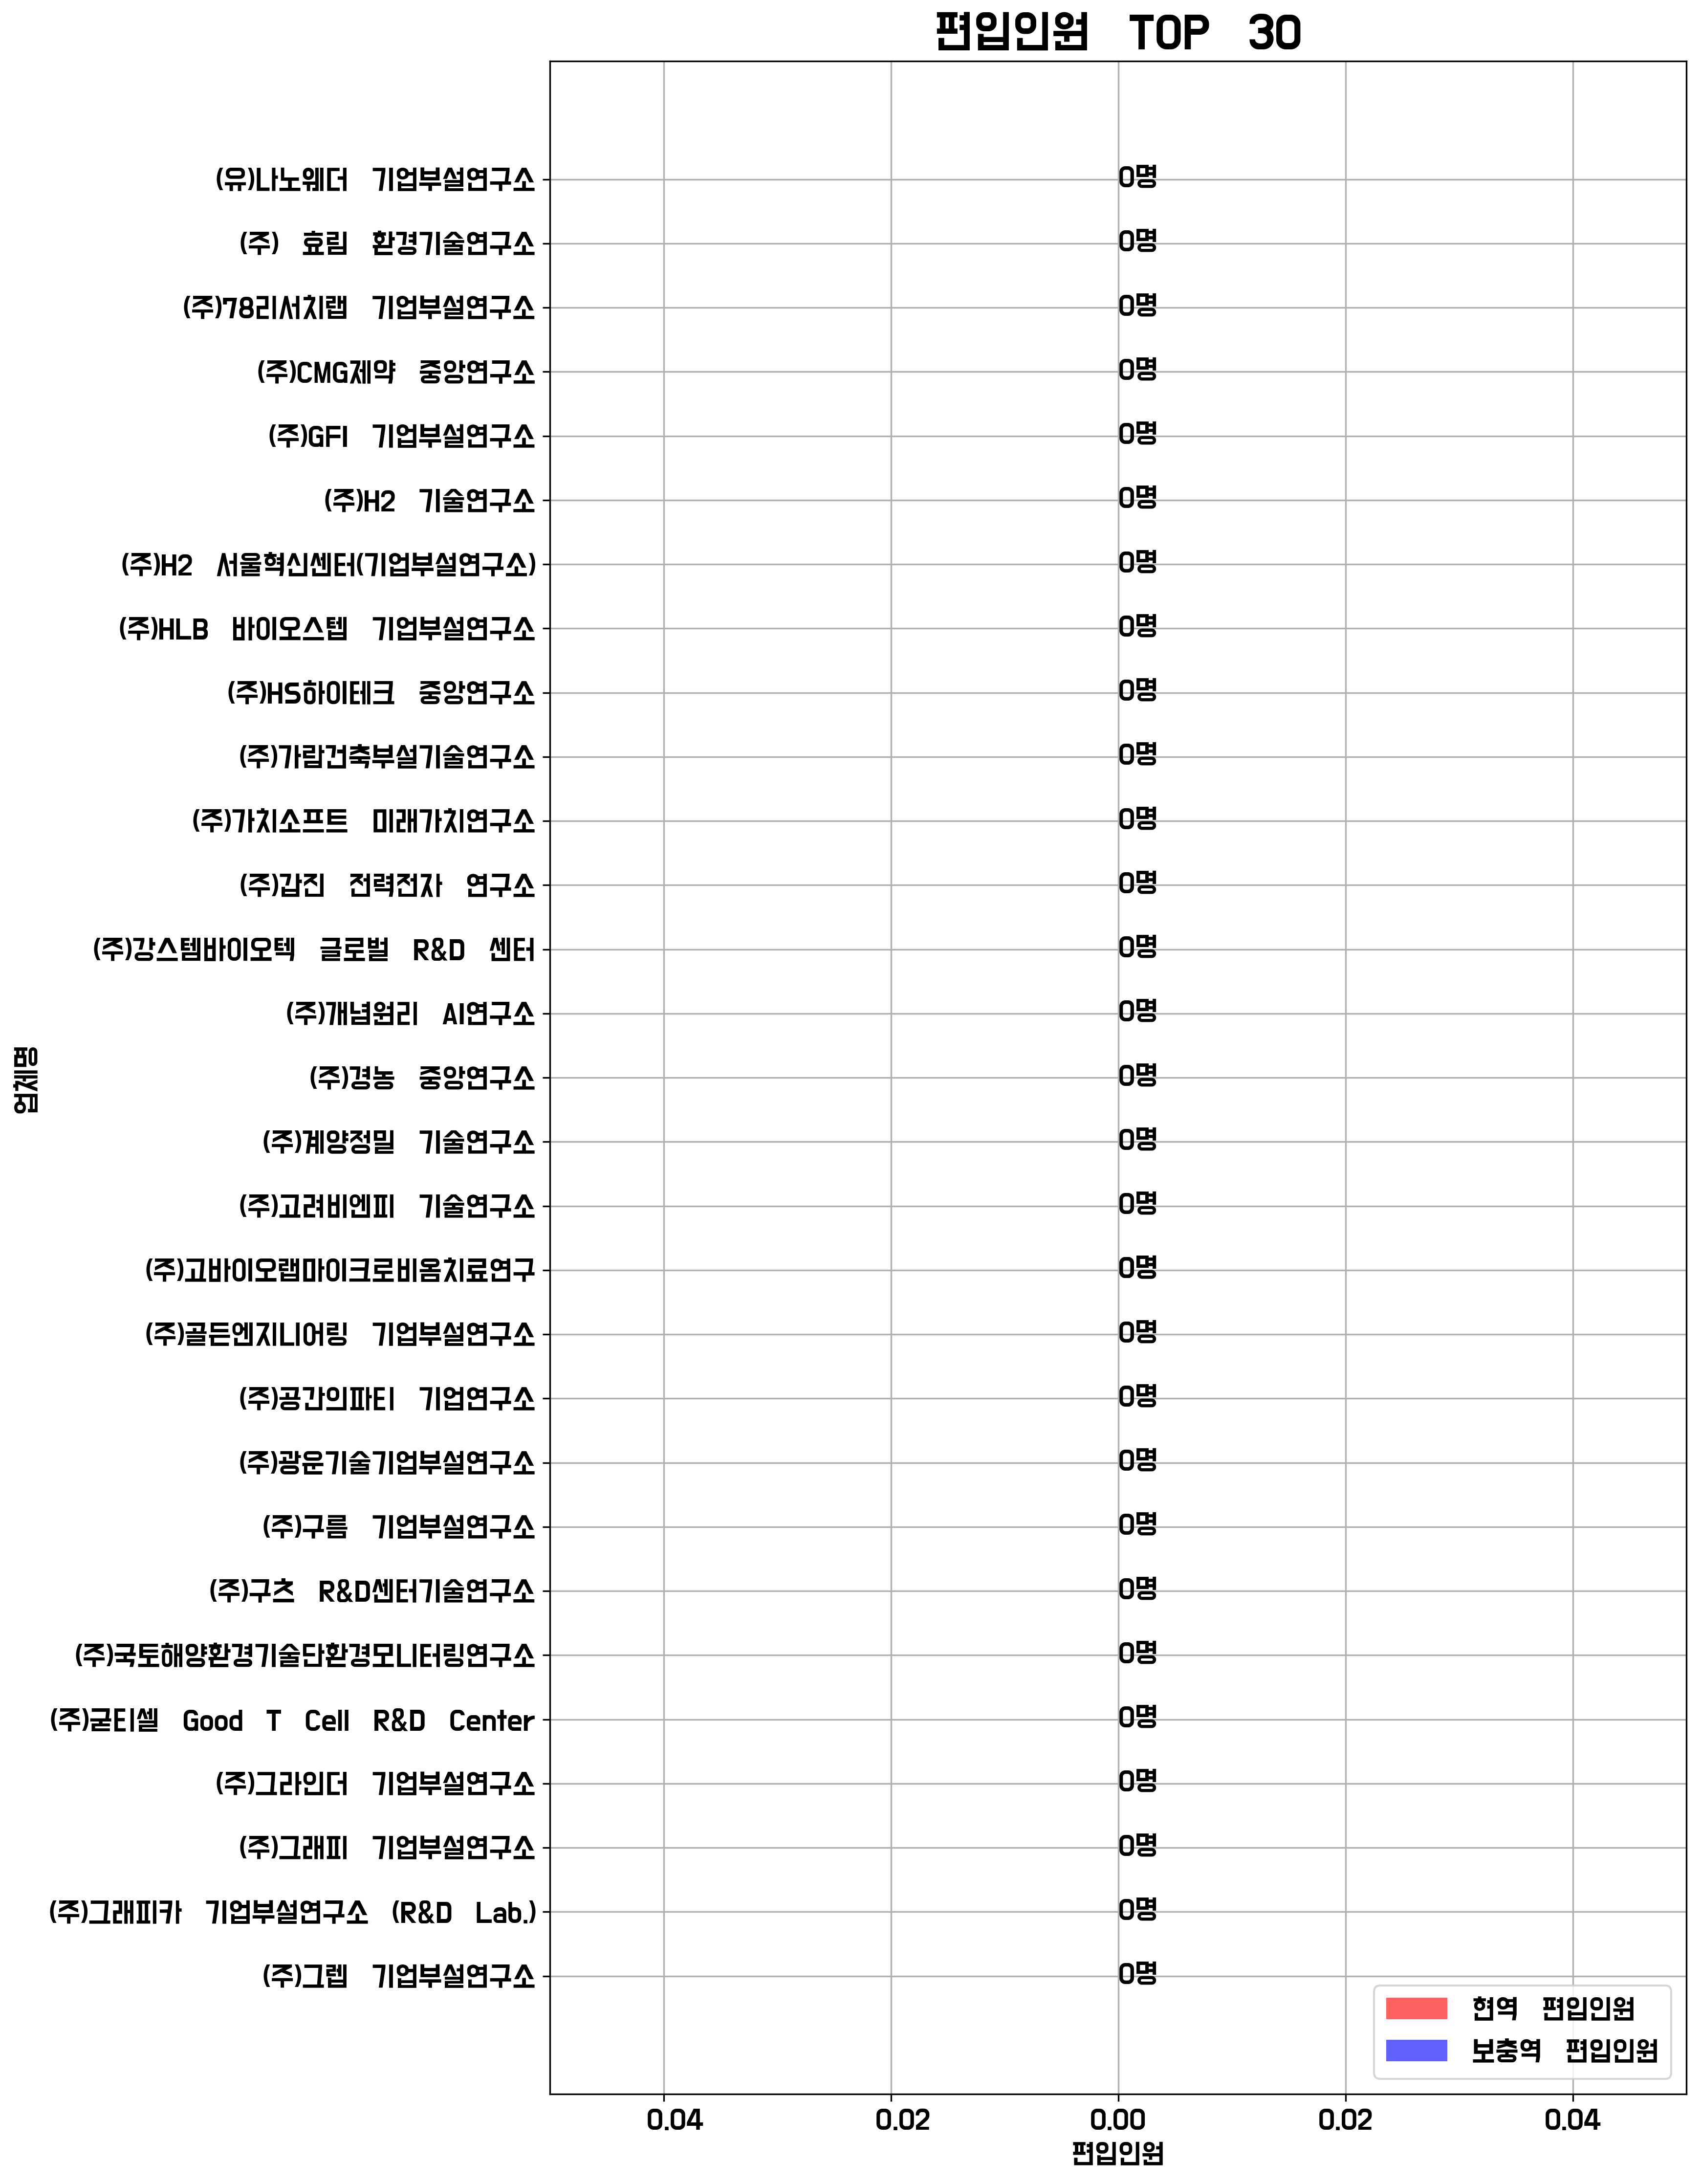 편입인원 TOP 30
(유)나노웨더 기업부설연구소 0명
(주) 효림 환경기술연구소 0명
(주)78리서치랩 기업부설연구소 0명
(주)CMG제약 중앙연구소 0명
(주)GFI 기업부설연구소 0명
(주)H2 기술연구소 0명
(주)H2 서울혁신센터(기업부설연구소) 0명
(주)HLB 바이오스텝 기업부설연구소 0명
(주)HS하이테크 중앙연구소 0명
(주)가람건축부설기술연구소 0명
(주)가치소프트 미래가치연구소 0명
(주)갑진 전력전자 연구소 0명
(주)강스템바이오텍 글로벌 R&D 센터 0명
(주)개념원리 AI연구소 0명
(주)경농 중앙연구소 0명
(주)계양정밀 기술연구소 0명
(주)고려비엔피 기술연구소 0명
(주)고바이오랩마이크로비옴치료연구 0명
(주)골든엔지니어링 기업부설연구소 0명
(주)공간의파티 기업연구소 0명
(주)광운기술기업부설연구소 0명
(주)구름 기업부설연구소 0명
(주)구츠 R&D센터기술연구소 0명
(주)국토해양환경기술단환경모니터링연구소 0명
(주)굳티셀 Good T Cell R&D Center 0명
(주)그라인더 기업부설연구소 0명
(주)그래피 기업부설연구소 0명
(주)그래피카 기업부설연구소 (R&D Lab.) 0명
(주)그렙 기업부설연구소 0명
업체명
현역 편입인원
보충역 편입인원
0.04 0.02 0.00 0.02 0.04
편입인원